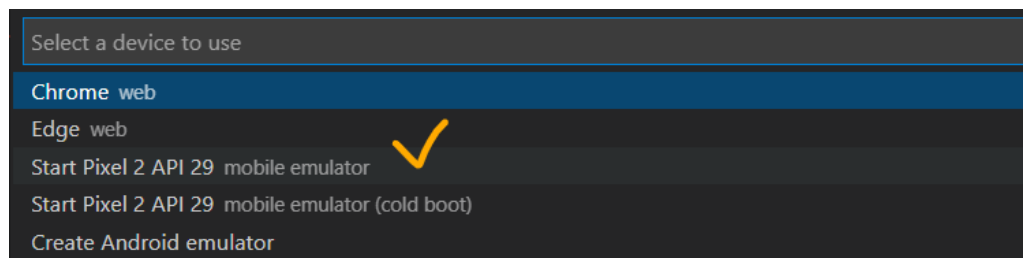 Select a device to use
Chrome web
Edge web
Start Pixel 2 API 29 mobile emulator
Start Pixel 2 API 29 mobile emulator (cold boot)
Create Android emulator